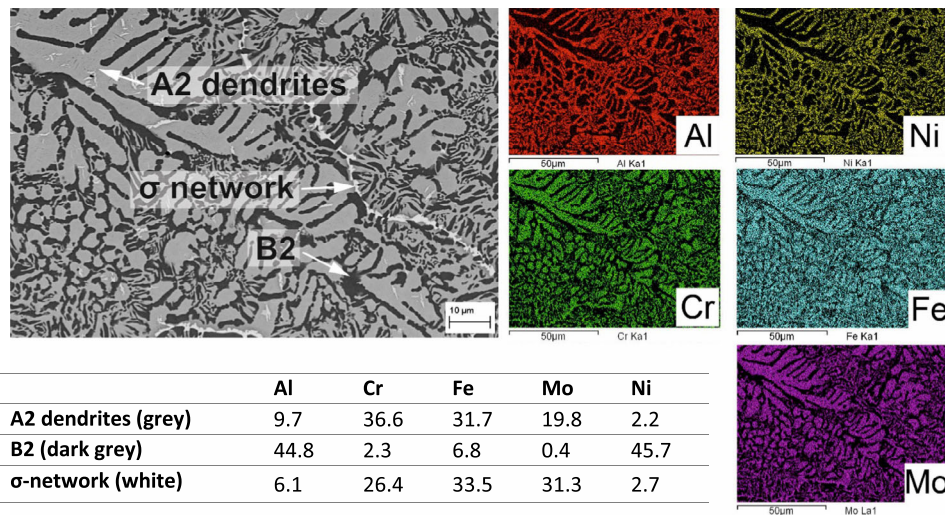 A2 dendrites
σ network
B2
10 µm
Al
50µm Al Ka1
Ni
50µm Ni Ka1
Cr
50µm Cr Ka1
Fe
50µm Fe Ka1
Mo
50µm Mo La1
Al Cr Fe Mo Ni
A2 dendrites (grey) 9.7 36.6 31.7 19.8 2.2
B2 (dark grey) 44.8 2.3 6.8 0.4 45.7
σ-network (white) 6.1 26.4 33.5 31.3 2.7